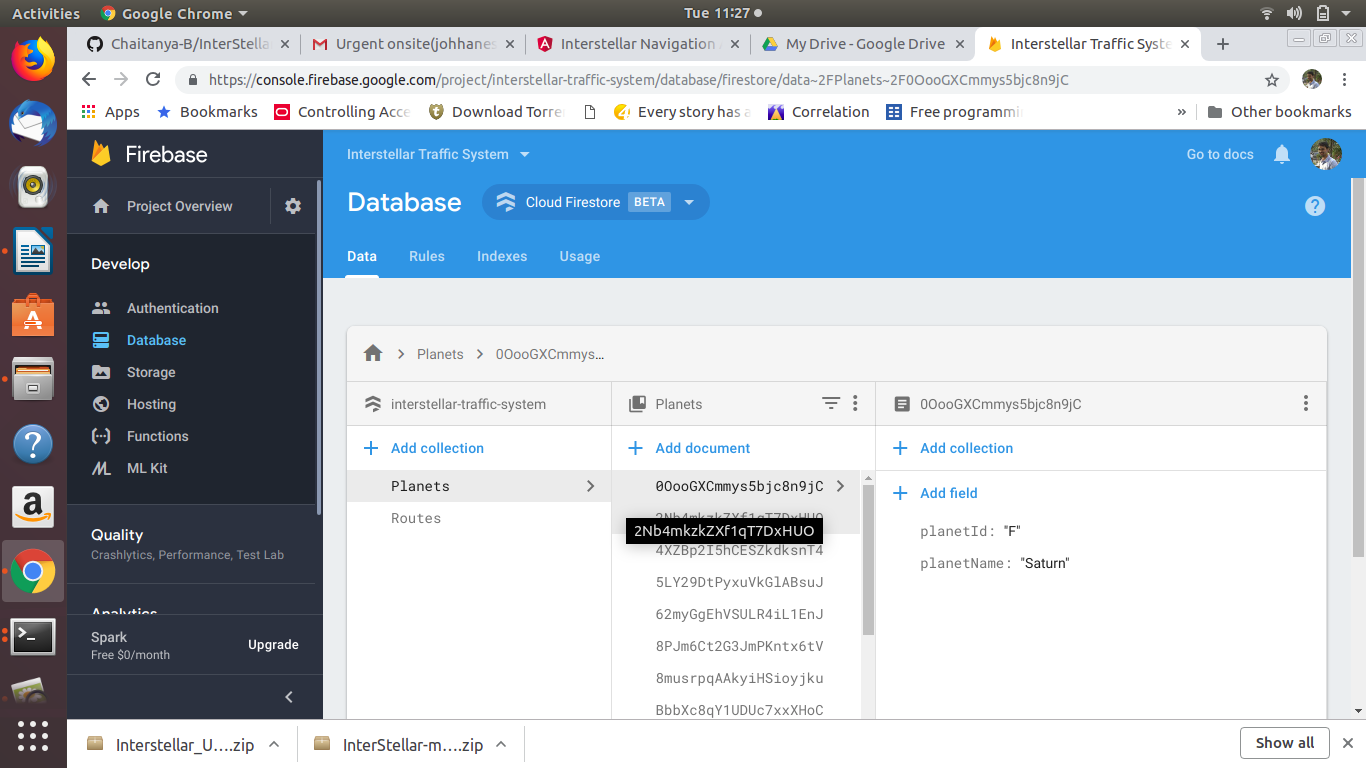 Activities
Google Chrome
Tue 11:27
Chaitanya-B/InterStella
Urgent onsite(johhanes
Interstellar Navigation
My Drive - Google Drive
Interstellar Traffic Syste
https://console.firebase.google.com/project/interstellar-traffic-system/database/firestore/data~2FPlanets~2F0OooGXCmmys5bjc8n9jC
Apps
Bookmarks
Controlling Acce
Download Torre
Every story has a
Correlation
Free programmi
»
Other bookmarks
Firebase
Interstellar Traffic System
Go to docs
Project Overview
Database
Cloud Firestore
BETA
Data
Rules
Indexes
Usage
Develop
Authentication
Database
Storage
Hosting
Functions
ML Kit
Quality
Crashlytics, Performance, Test Lab
Analytics
Spark
Free $0/month
Upgrade
Planets
0OooGXCmmys...
interstellar-traffic-system
Planets
0OooGXCmmys5bjc8n9jC
Add collection
Add document
Add collection
Planets
Routes
0OooGXCmmys5bjc8n9jC
2Nb4mkzkZXf1qT7DxHUO
2Nb4mkzkZXf1qT7DxHUO
4XZBp2I5hCESZkdksnT4
5LY29DtPyxuVkGlABsuJ
62myGgEhVSULR4iL1EnJ
8PJm6Ct2G3JmPKntx6tV
8musrpqAAkyiHSioyjku
BbbXc8qY1UDUc7xxXHoC
Add field
planetId: "F"
planetName: "Saturn"
Interstellar_U....zip
InterStellar-m....zip
Show all